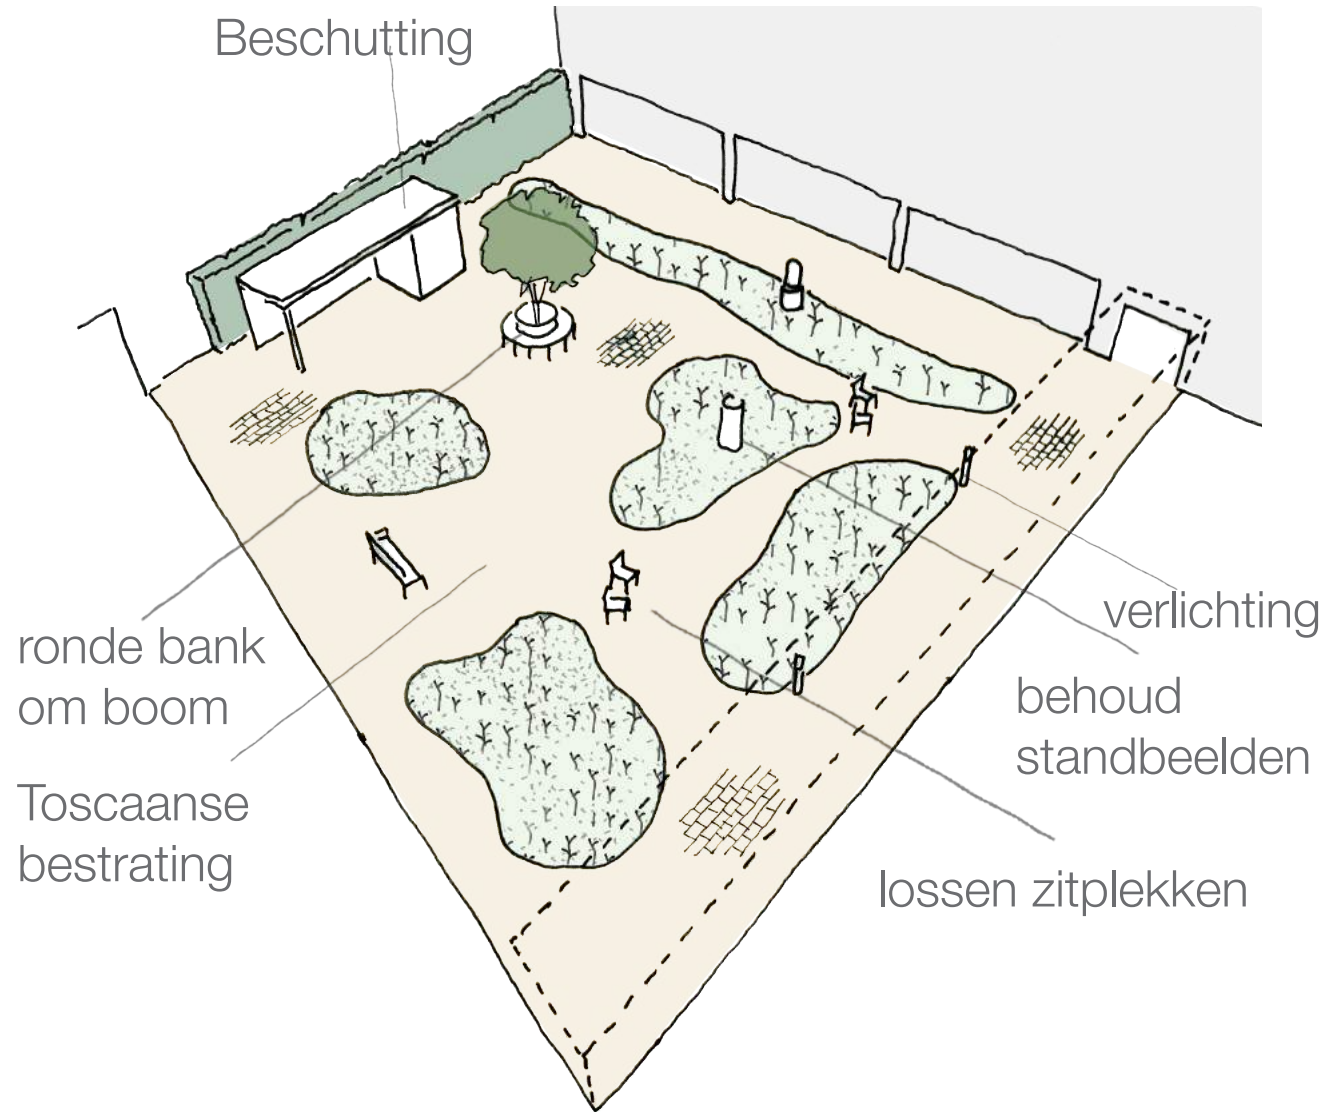 Beschutting
ronde bank
om boom
Toscaanse
bestrating
verlichting
behoud
standbeelden
lossen zitplekken